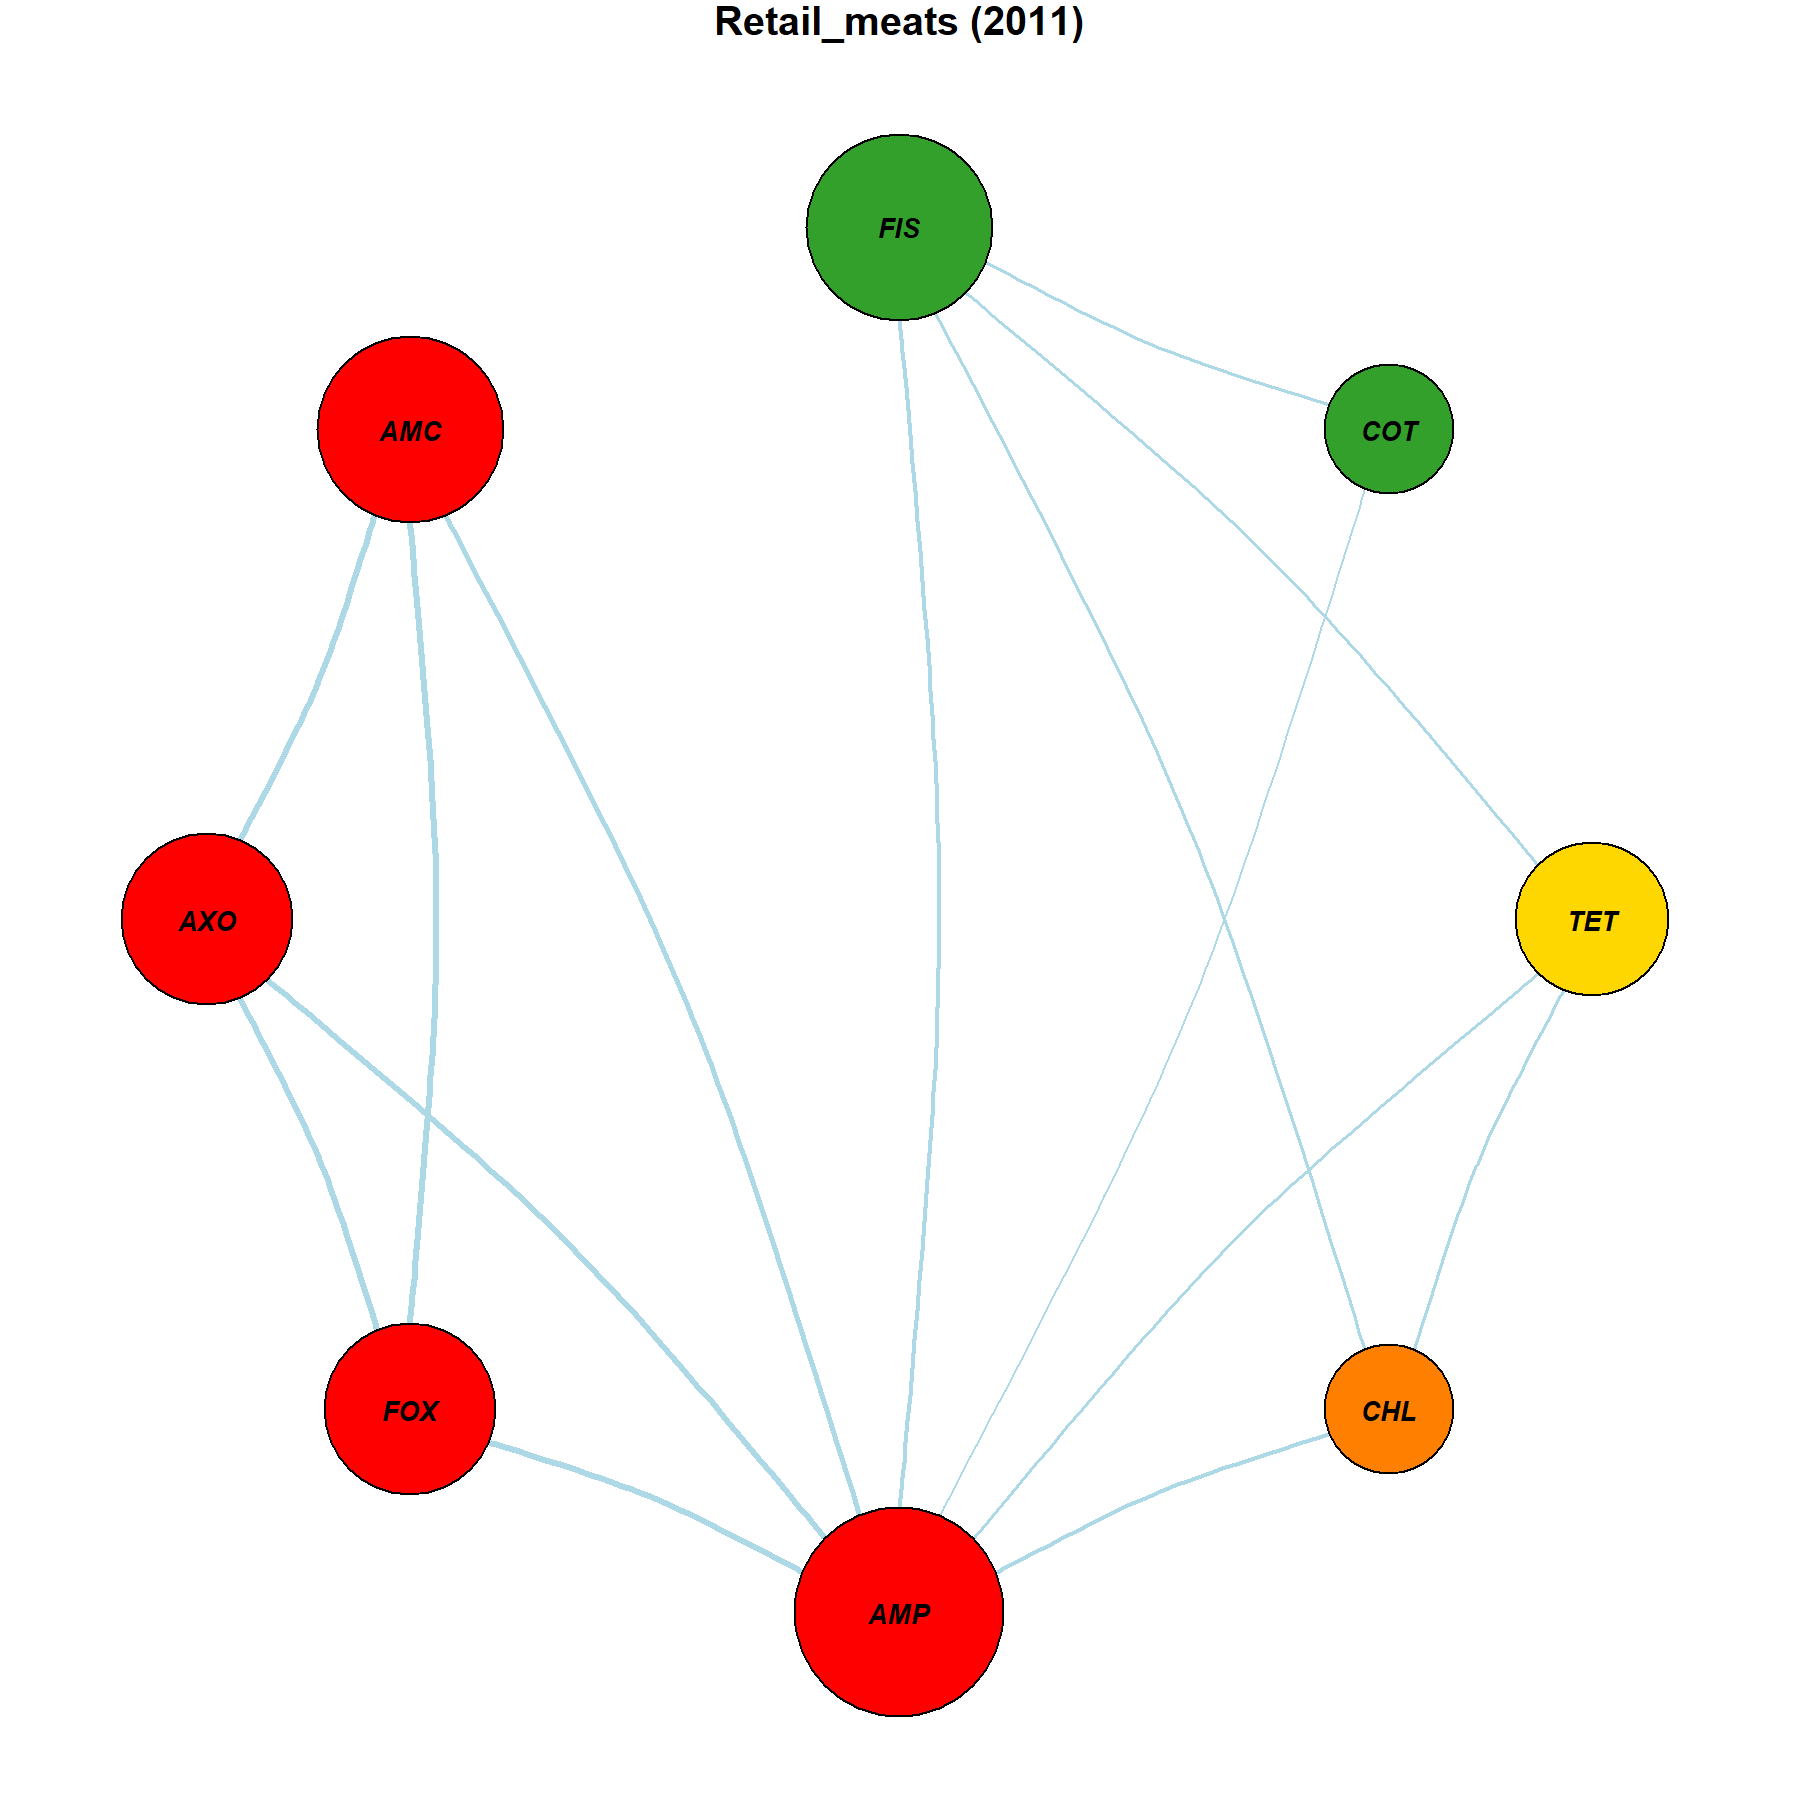 Retail_meats (2011)
FIS
AMC
COT
AXO
TET
FOX
CHL
AMP